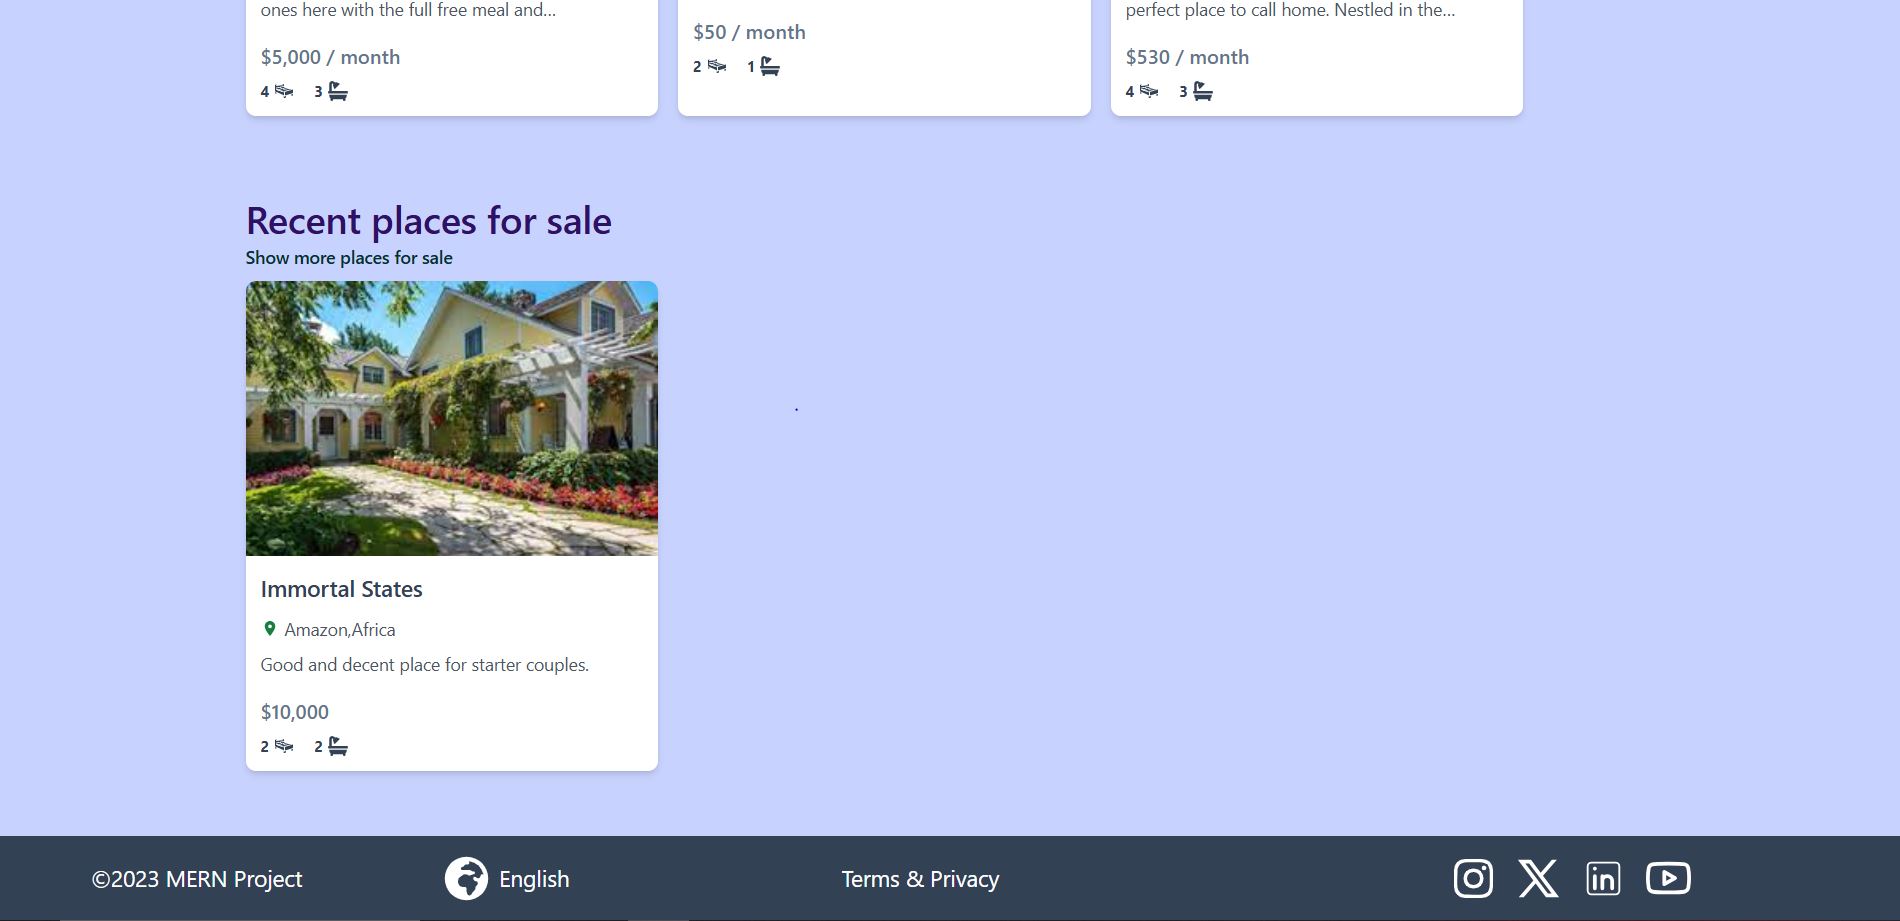 ones here with the full free meal and...
$5,000 / month
4 3
$50 / month
2 1
perfect place to call home. Nestled in the...
$530 / month
4 3
Recent places for sale
Show more places for sale
Immortal States
Amazon,Africa
Good and decent place for starter couples.
$10,000
2 2
©2023 MERN Project
English
Terms & Privacy